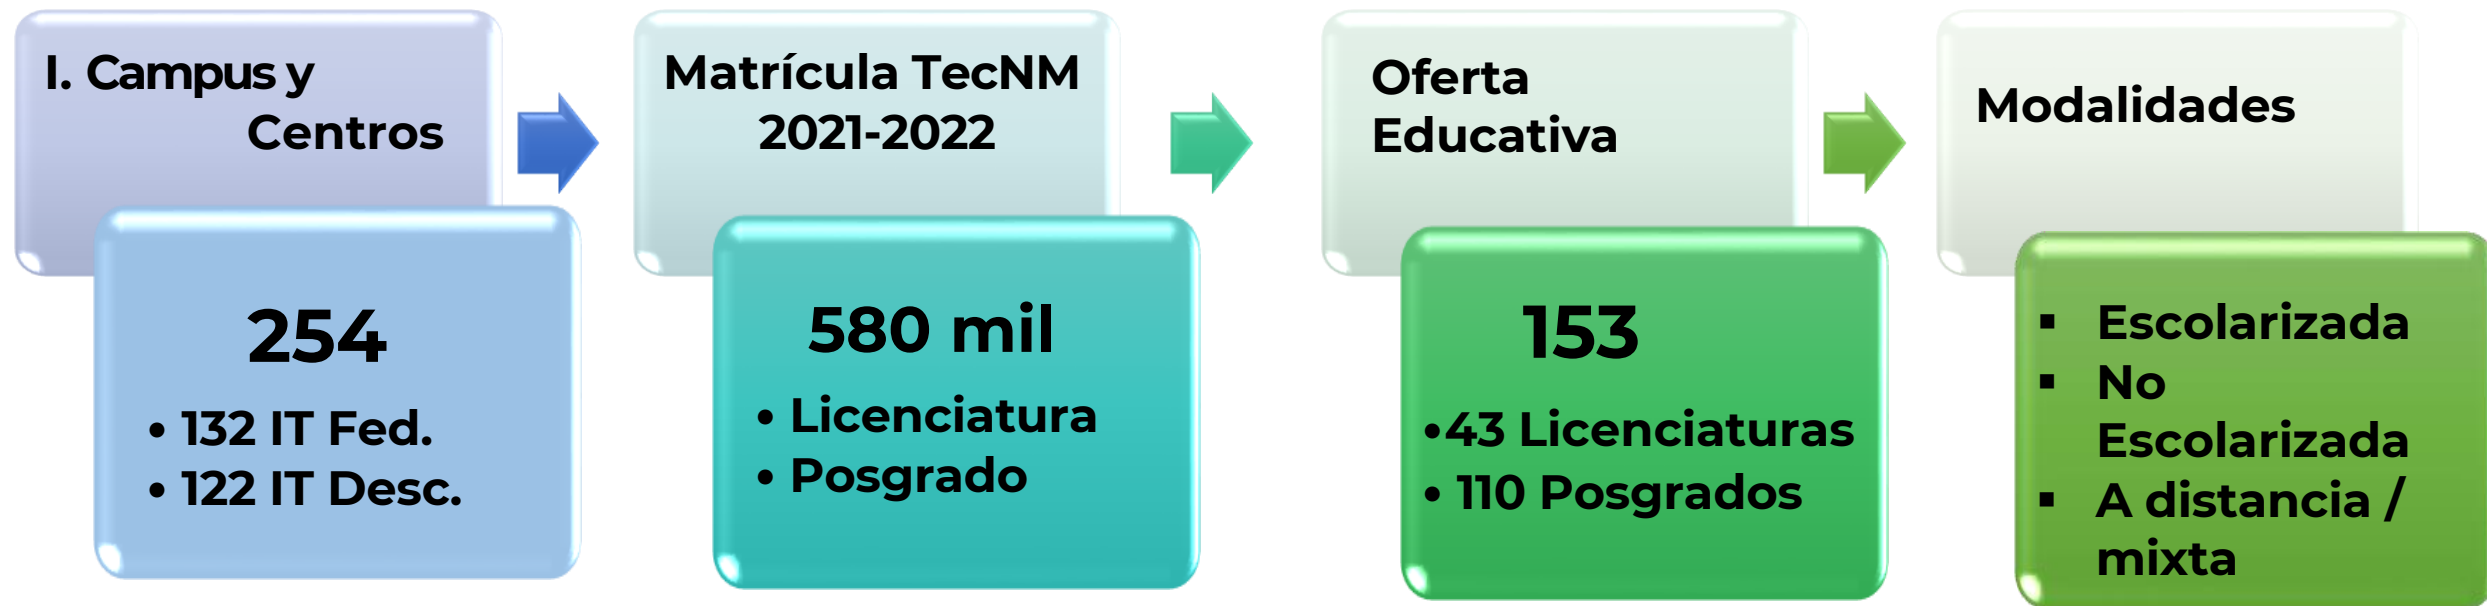 I. Campus y
Centros
254
• 132 IT Fed.
• 122 IT Desc.
Matrícula TecNM
2021-2022
580 mil
• Licenciatura
• Posgrado
Oferta
Educativa
153
•43 Licenciaturas
• 110 Posgrados
Modalidades
▪ Escolarizada
▪ No
Escolarizada
▪ A distancia /
mixta